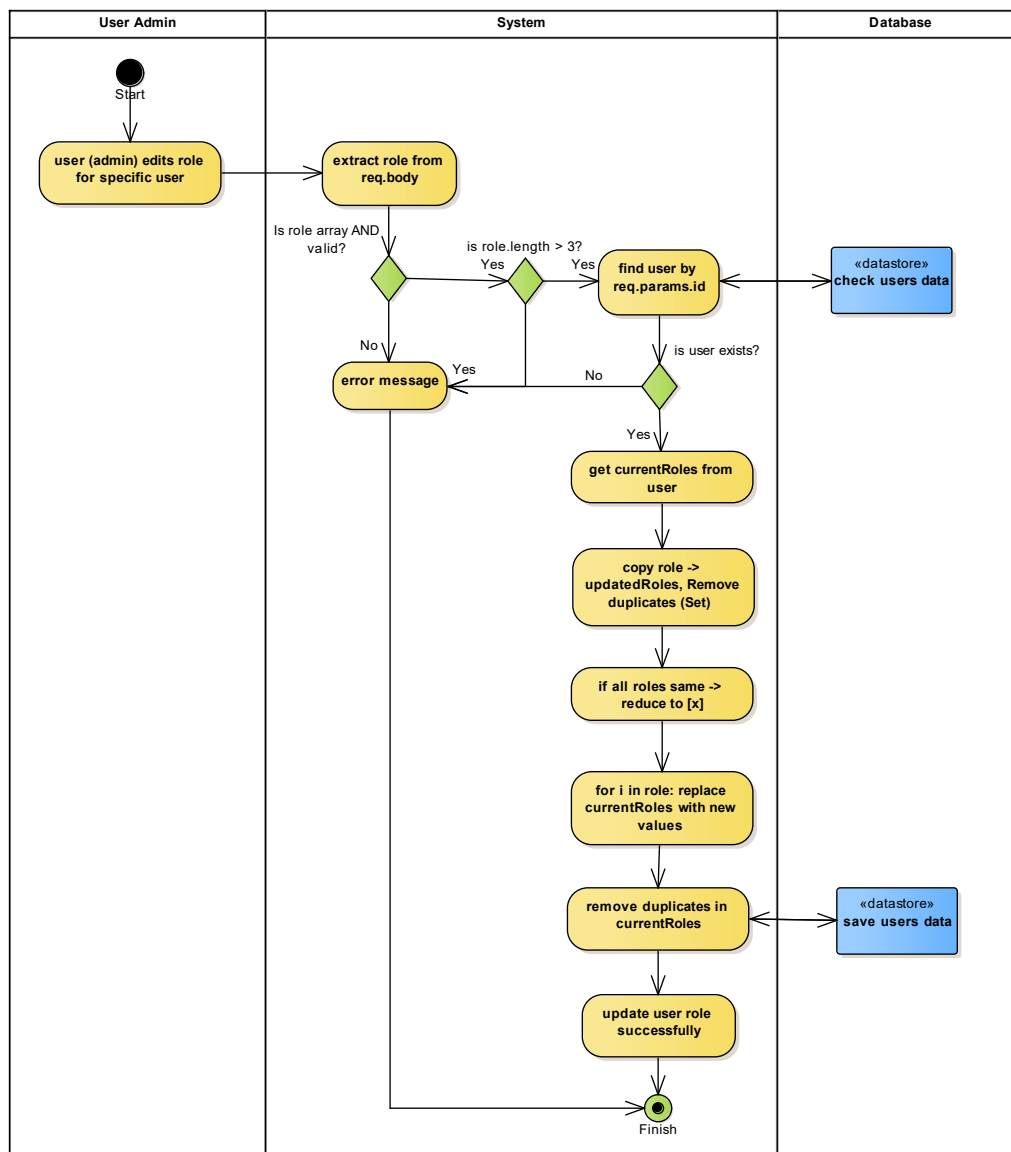 User Admin
System
Database
Start
user (admin) edits role
for specific user
extract role from
req.body
Is role array AND
valid?
is role.length > 3?
Yes
Yes
find user by
req.params.id
«datastore»
check users data
No
Yes
error message
No
is user exists?
Yes
get currentRoles from
user
copy role ->
updatedRoles, Remove
duplicates (Set)
if all roles same ->
reduce to [x]
for i in role: replace
currentRoles with new
values
remove duplicates in
currentRoles
«datastore»
save users data
update user role
successfully
Finish